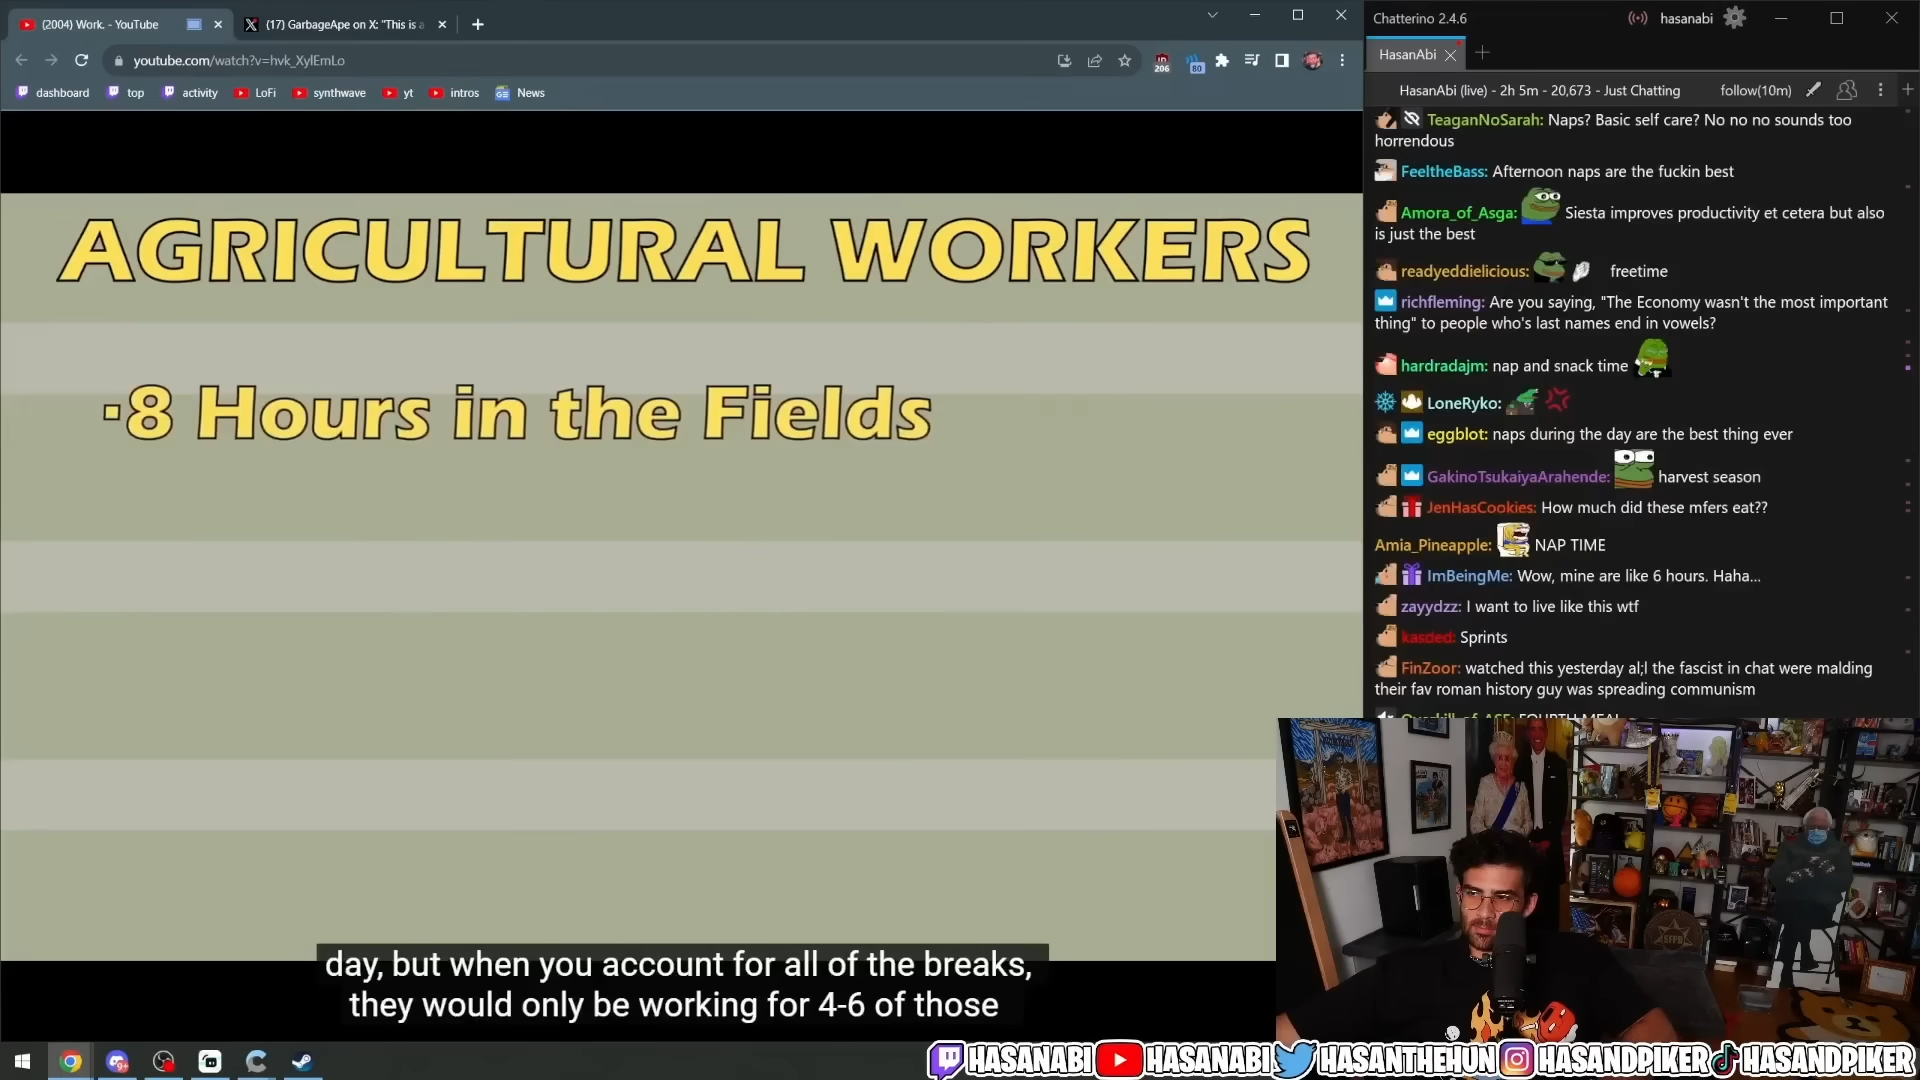 (2004) Work. - YouTube
(17) GarbageApe on X: "This is a
youtube.com/watch?v=hvk_XylEmLo
206
80
dashboard
top
activity
LoFi
synthwave
yt
intros
News
AGRICULTURAL WORKERS
·8 Hours in the Fields
day, but when you account for all of the breaks,
they would only be working for 4-6 of those
Chatterino 2.4.6
hasanabi
HasanAbi
HasanAbi (live) - 2h 5m - 20,673 - Just Chatting
follow(10m)
TeaganNoSarah: Naps? Basic self care? No no no sounds too
horrendous
FeeltheBass: Afternoon naps are the fuckin best
Amora_of_Asga: Siesta improves productivity et cetera but also
is just the best
readyeddielicious: freetime
richfleming: Are you saying, "The Economy wasn't the most important
thing" to people who's last names end in vowels?
hardradajm: nap and snack time
LoneRyko:
eggblot: naps during the day are the best thing ever
GakinoTsukaiyaArahende: harvest season
JenHasCookies: How much did these mfers eat??
Amia_Pineapple: NAP TIME
ImBeingMe: Wow, mine are like 6 hours. Haha...
zayydzz: I want to live like this wtf
kasded: Sprints
FinZoor: watched this yesterday al;l the fascist in chat were malding
their fav roman history guy was spreading communism
HASANABI
HASANABI
HASANTHEHUN
HASANDPIKER
HASANDPIKER